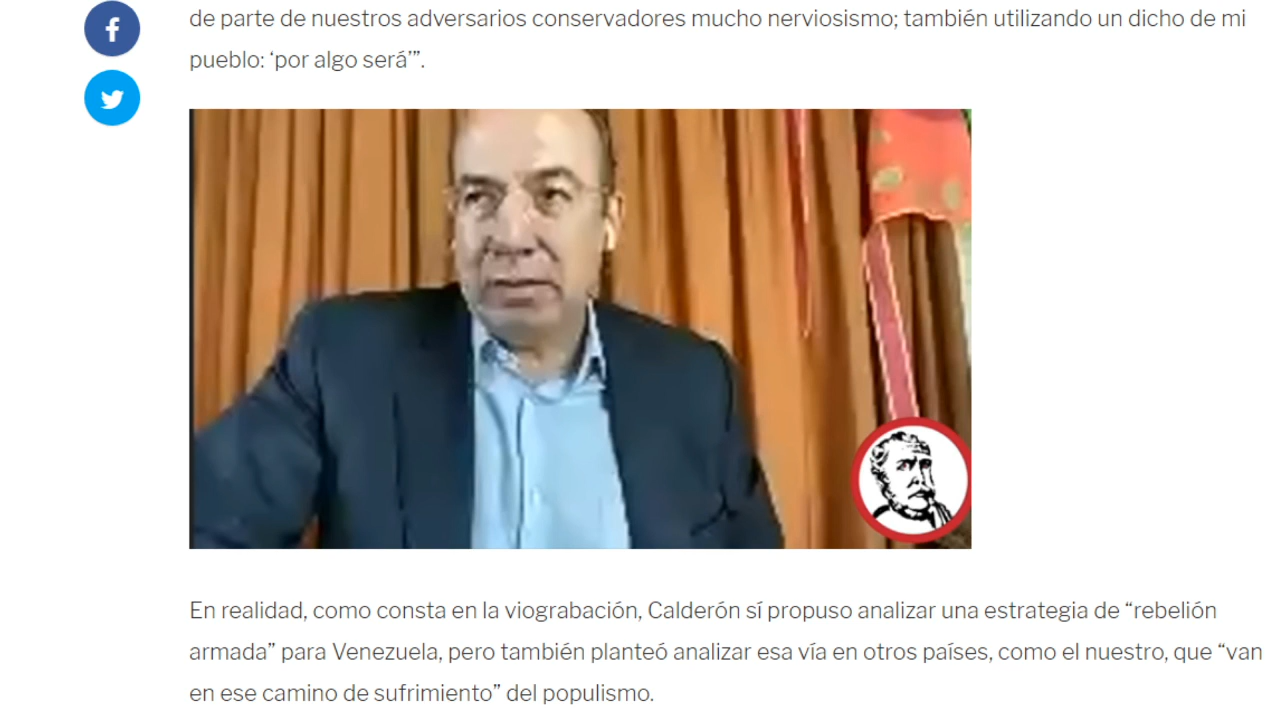 de parte de nuestros adversarios conservadores mucho nerviosismo; también utilizando un dicho de mi
pueblo: ‘por algo será’”.
En realidad, como consta en la viograbación, Calderón sí propuso analizar una estrategia de “rebelión
armada” para Venezuela, pero también planteó analizar esa vía en otros países, como el nuestro, que “van
en ese camino de sufrimiento” del populismo.